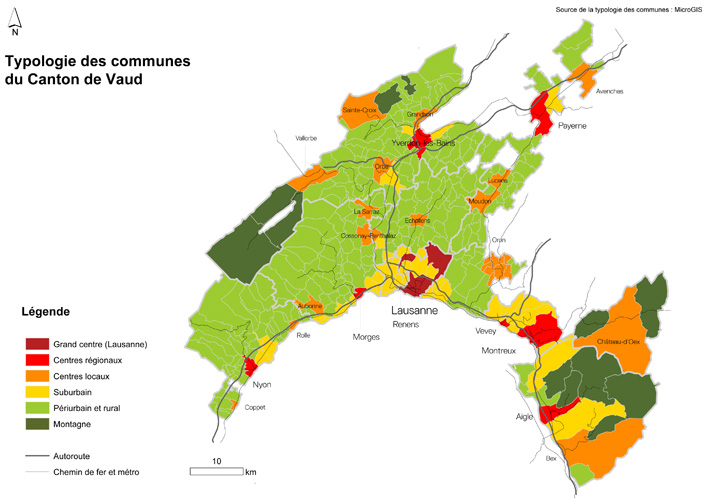 Source de la typologie des communes : MicroGIS
N
Typologie des communes
du Canton de Vaud
Avenches
Sainte-Croix
Grandson
Payerne
Vallorbe
Yverdon-les-Bains
Orbe
Lucens
Moudon
La Sarraz
Echallens
Cossonay-Penthalaz
Oron
Aubonne
Lausanne
Renens
Rolle
Morges
Vevey
Montreux
Château-d'Oex
Nyon
Coppet
Aigle
Bex
Légende
Grand centre (Lausanne)
Centres régionaux
Centres locaux
Suburbain
Périurbain et rural
Montagne
Autoroute
Chemin de fer et métro
10
km